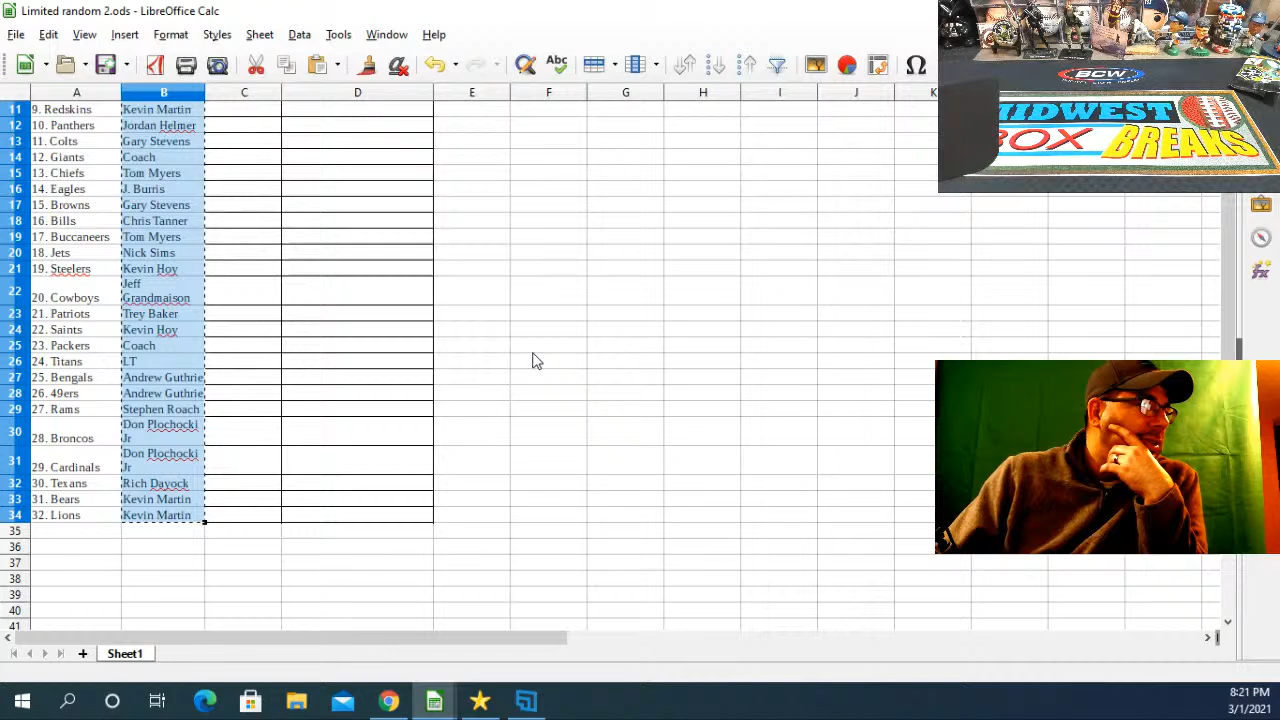 Limited random 2.ods - LibreOffice Calc
File Edit View Insert Format Styles Sheet Data Tools Window Help
A B C D E F G H I J K
11 9. Redskins Kevin Martin
12 10. Panthers Jordan Helmer
13 11. Colts Gary Stevens
14 12. Giants Coach
15 13. Chiefs Tom Myers
16 14. Eagles J. Burris
17 15. Browns Gary Stevens
18 16. Bills Chris Tanner
19 17. Buccaneers Tom Myers
20 18. Jets Nick Sims
21 19. Steelers Kevin Hoy
Jeff
22 20. Cowboys Grandmaison
23 21. Patriots Trey Baker
24 22. Saints Kevin Hoy
25 23. Packers Coach
26 24. Titans LT
27 25. Bengals Andrew Guthrie
28 26. 49ers Andrew Guthrie
29 27. Rams Stephen Roach
Don Plochocki
30 28. Broncos Jr
Don Plochocki
31 29. Cardinals Jr
32 30. Texans Rich Dayock
33 31. Bears Kevin Martin
34 32. Lions Kevin Martin
35
36
37
38
39
40
41
Sheet1
BCW
MIDWEST
BOX BREAKS
8:21 PM
3/1/2021